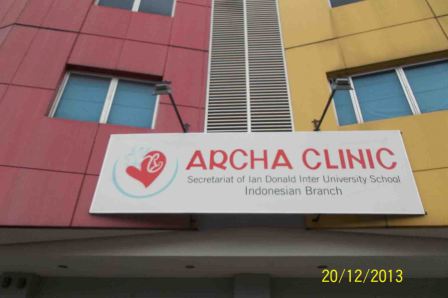 ARCHA CLINIC
Secretariat of Ian Donald Inter University School
Indonesian Branch
20/12/2013